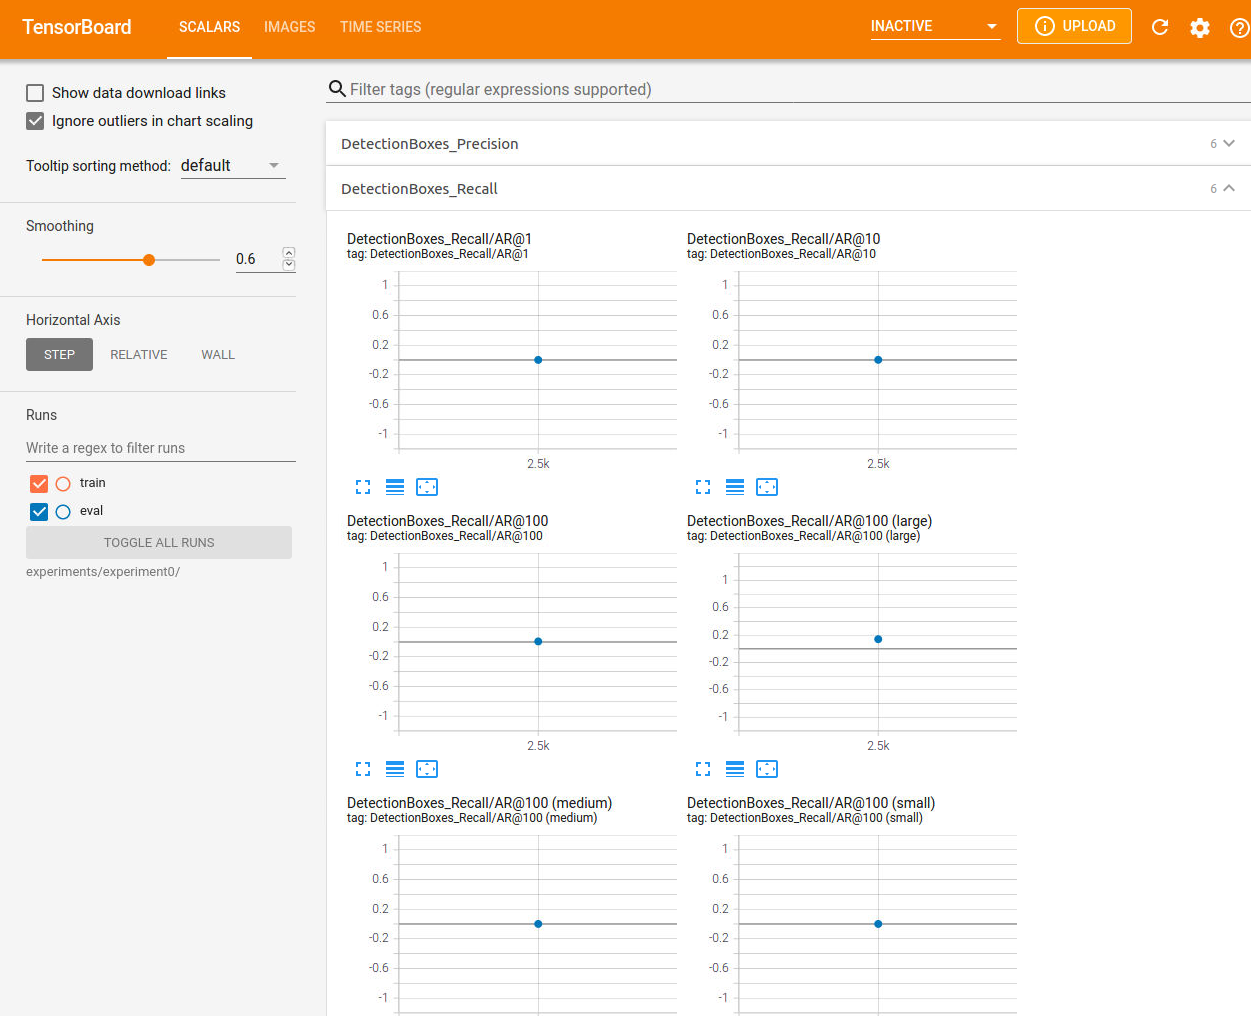 TensorBoard SCALARS IMAGES TIME SERIES INACTIVE UPLOAD
Show data download links
Ignore outliers in chart scaling
Tooltip sorting method: default
Smoothing
0.6
Horizontal Axis
STEP RELATIVE WALL
Runs
Write a regex to filter runs
train
eval
TOGGLE ALL RUNS
experiments/experiment0/
Filter tags (regular expressions supported)
DetectionBoxes_Precision 6
DetectionBoxes_Recall 6
DetectionBoxes_Recall/AR@1
tag: DetectionBoxes_Recall/AR@1
1
0.6
0.2
-0.2
-0.6
-1
2.5k
DetectionBoxes_Recall/AR@10
tag: DetectionBoxes_Recall/AR@10
1
0.6
0.2
-0.2
-0.6
-1
2.5k
DetectionBoxes_Recall/AR@100
tag: DetectionBoxes_Recall/AR@100
1
0.6
0.2
-0.2
-0.6
-1
2.5k
DetectionBoxes_Recall/AR@100 (large)
tag: DetectionBoxes_Recall/AR@100 (large)
1
0.6
0.2
-0.2
-0.6
-1
2.5k
DetectionBoxes_Recall/AR@100 (medium)
tag: DetectionBoxes_Recall/AR@100 (medium)
1
0.6
0.2
-0.2
-0.6
-1
DetectionBoxes_Recall/AR@100 (small)
tag: DetectionBoxes_Recall/AR@100 (small)
1
0.6
0.2
-0.2
-0.6
-1